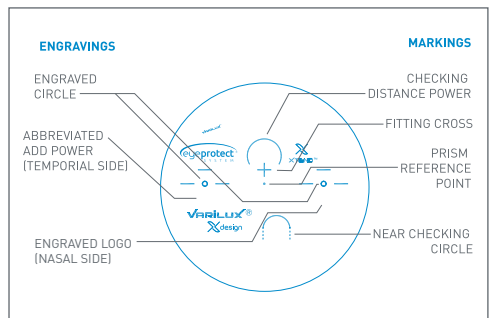 ENGRAVINGS
MARKINGS
ENGRAVED
CIRCLE
ABBREVIATED
ADD POWER
(TEMPORIAL SIDE)
ENGRAVED LOGO
(NASAL SIDE)
VARILUX
eyeprotect
SYSTEM
X
VARILUX®
X design
CHECKING
DISTANCE POWER
FITTING CROSS
PRISM
REFERENCE
POINT
NEAR CHECKING
CIRCLE